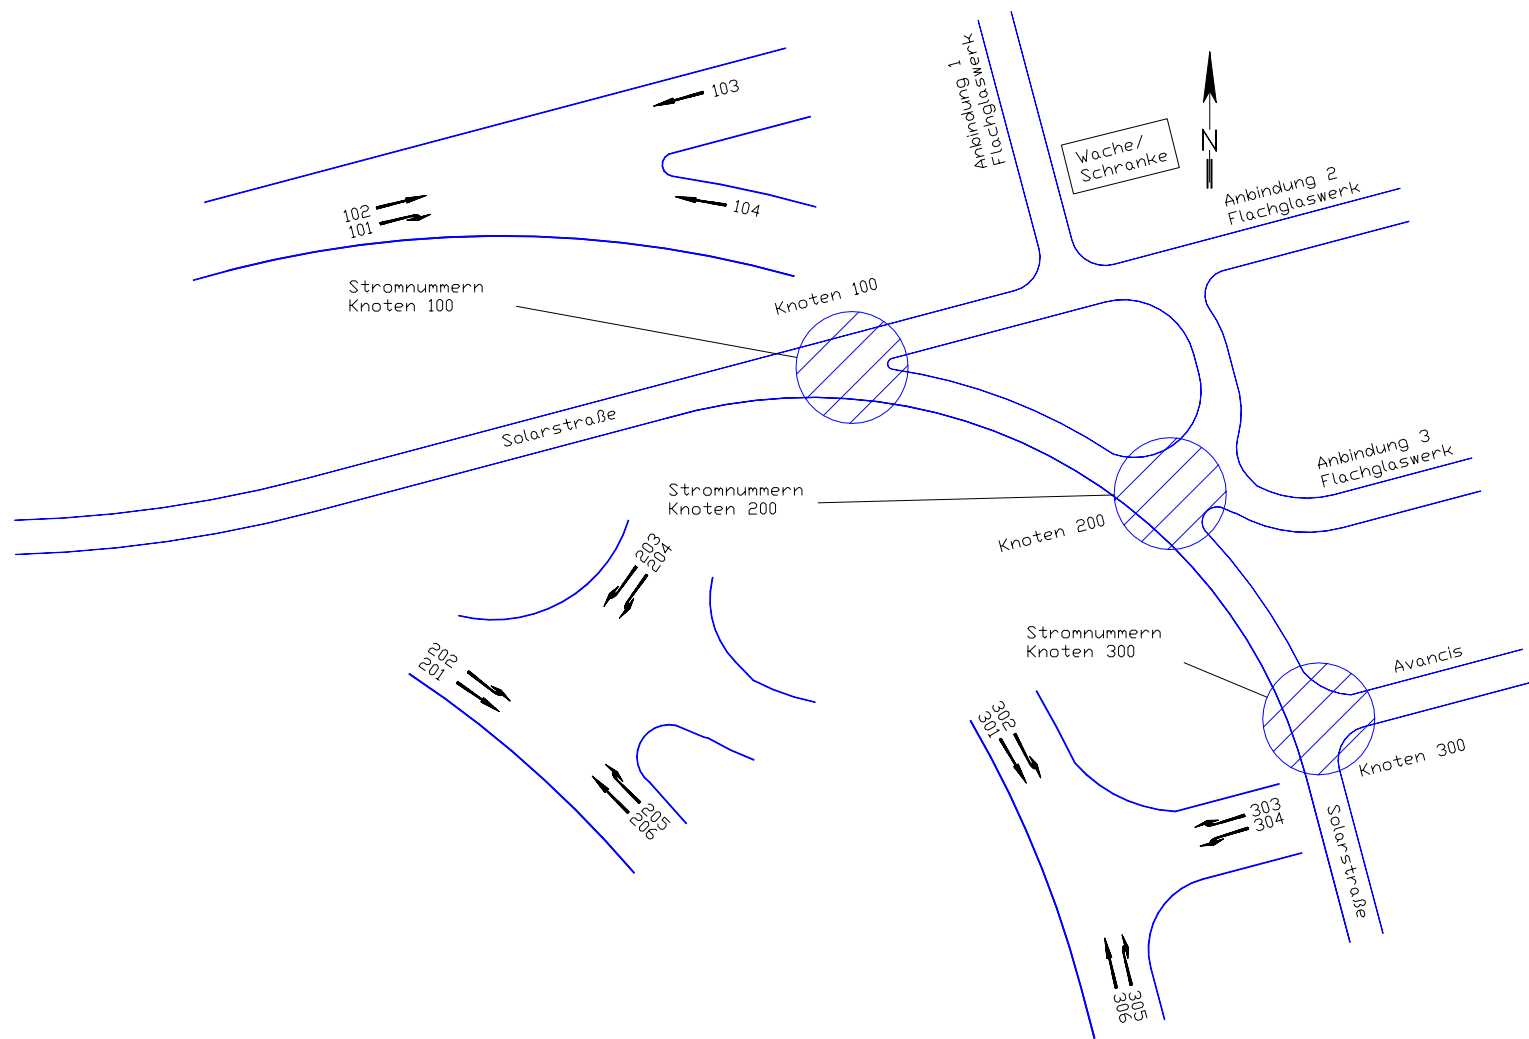 103
102
101
104
Stromnummern
Knoten 100
Anbindung 1
Flachglaswerk
Wache/
Schranke
N
Anbindung 2
Flachglaswerk
Knoten 100
Solarstraße
Stromnummern
Knoten 200
Knoten 200
Anbindung 3
Flachglaswerk
203
204
202
201
205
206
Stromnummern
Knoten 300
Avancis
Knoten 300
302
301
303
304
Solarstraße
305
306